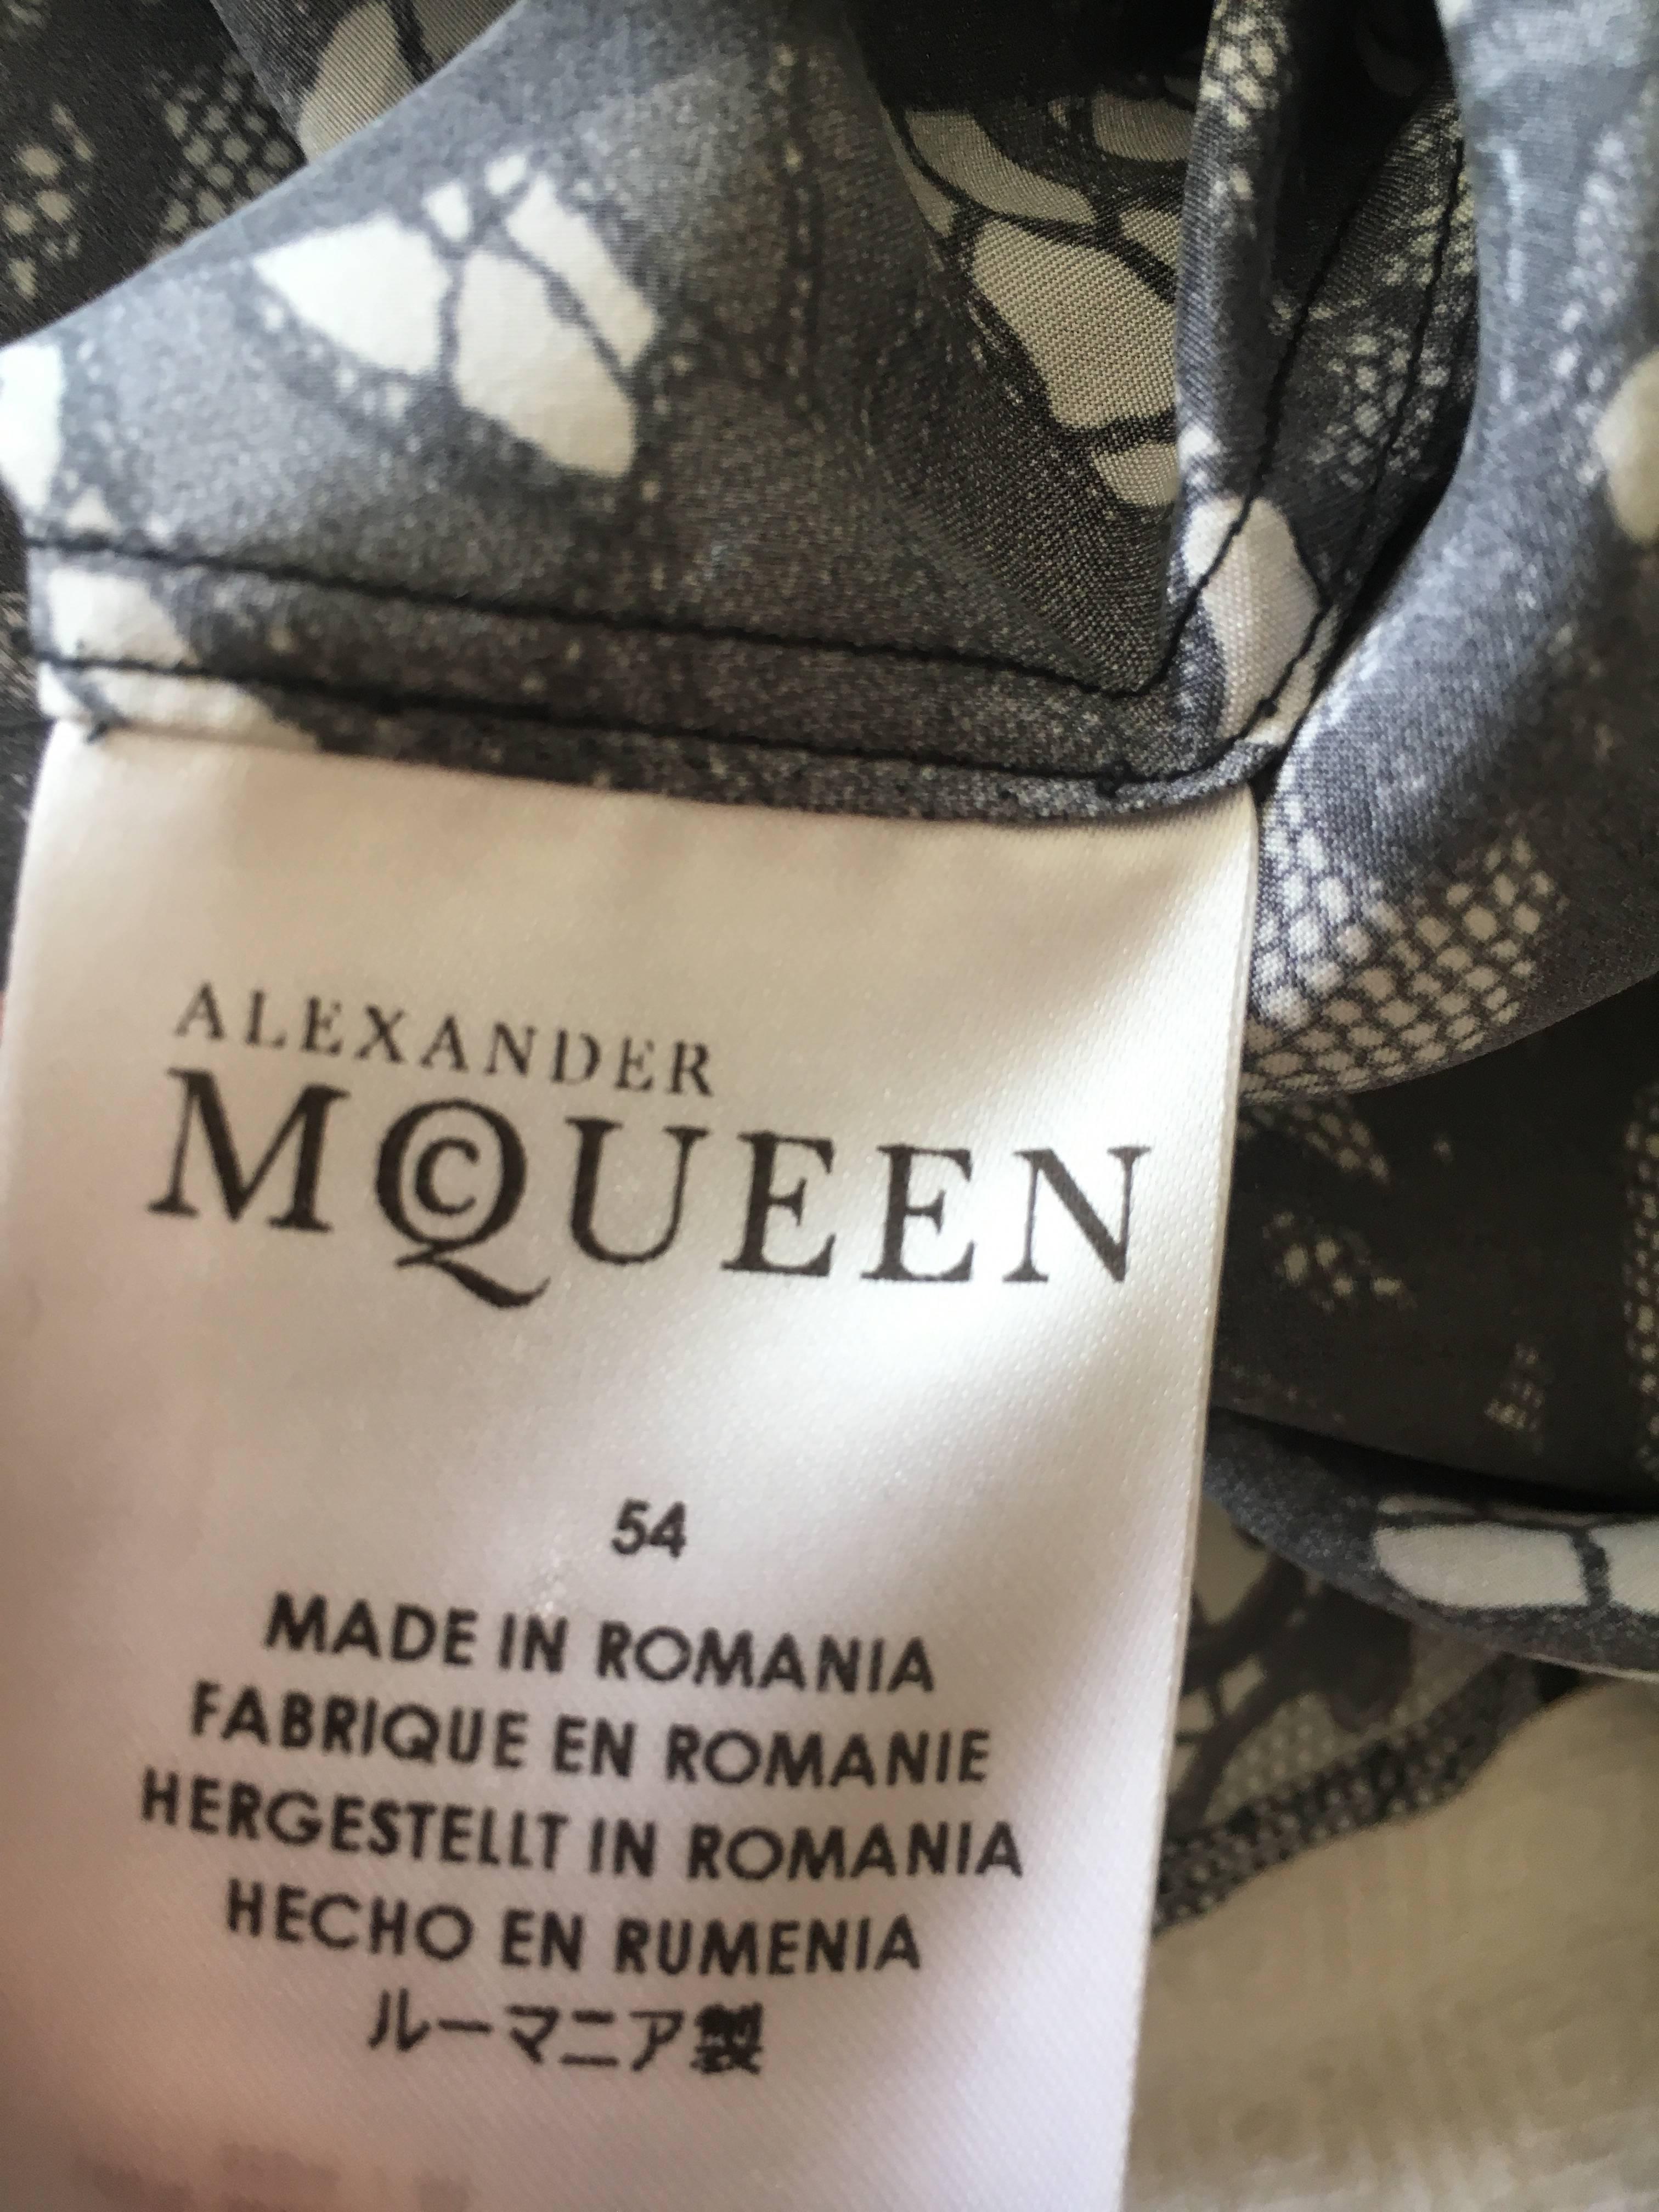 ALEXANDER
MCQUEEN
54
MADE IN ROMANIA
FABRIQUE EN ROMANIE
HERGESTELLT IN ROMANIA
HECHO EN RUMENIA
ルーマニア製